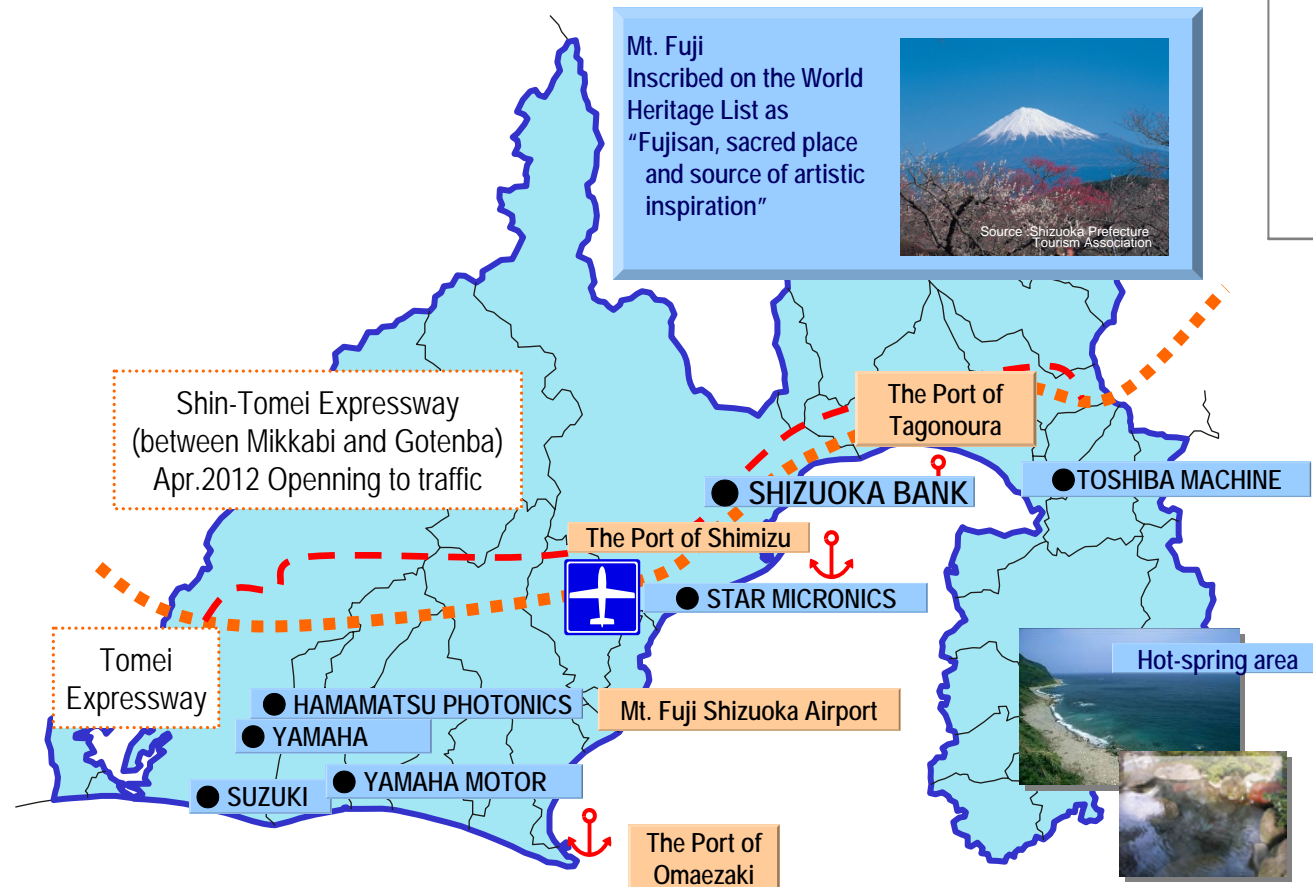 Mt. Fuji
Inscribed on the World
Heritage List as
“Fujisan, sacred place
and source of artistic
inspiration”
Source :Shizuoka Prefecture
Tourism Association
Shin-Tomei Expressway
(between Mikkabi and Gotenba)
Apr.2012 Openning to traffic
The Port of
Tagonoura
SHIZUOKA BANK
TOSHIBA MACHINE
The Port of Shimizu
STAR MICRONICS
Tomei
Expressway
Hot-spring area
HAMAMATSU PHOTONICS
Mt. Fuji Shizuoka Airport
YAMAHA
YAMAHA MOTOR
SUZUKI
The Port of
Omaezaki